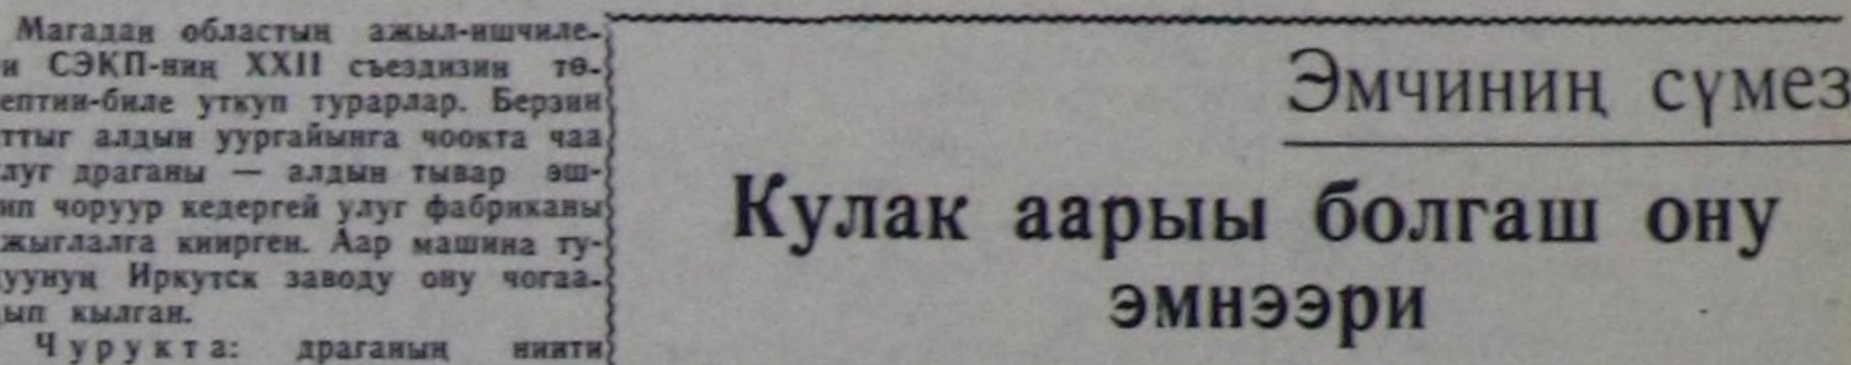 Магадан областың ажыл-ишчиле-
и СЭКП-ниң XXII съездизин тө-
ептии-биле уткуп турарлар. Берзин
ттыг алдын уургайынга чоокта чаа
луг драганы — алдын тывар эш-
ип чоруур кедергей улуг фабриканы
жыглалга киирген. Аар машина ту-
уунуң Иркутск заводу ону чогаа-
ып кылган.
Чурукта: драганың ниити
Эмчиниң сүмез
Кулак аарыы болгаш ону
эмнээри